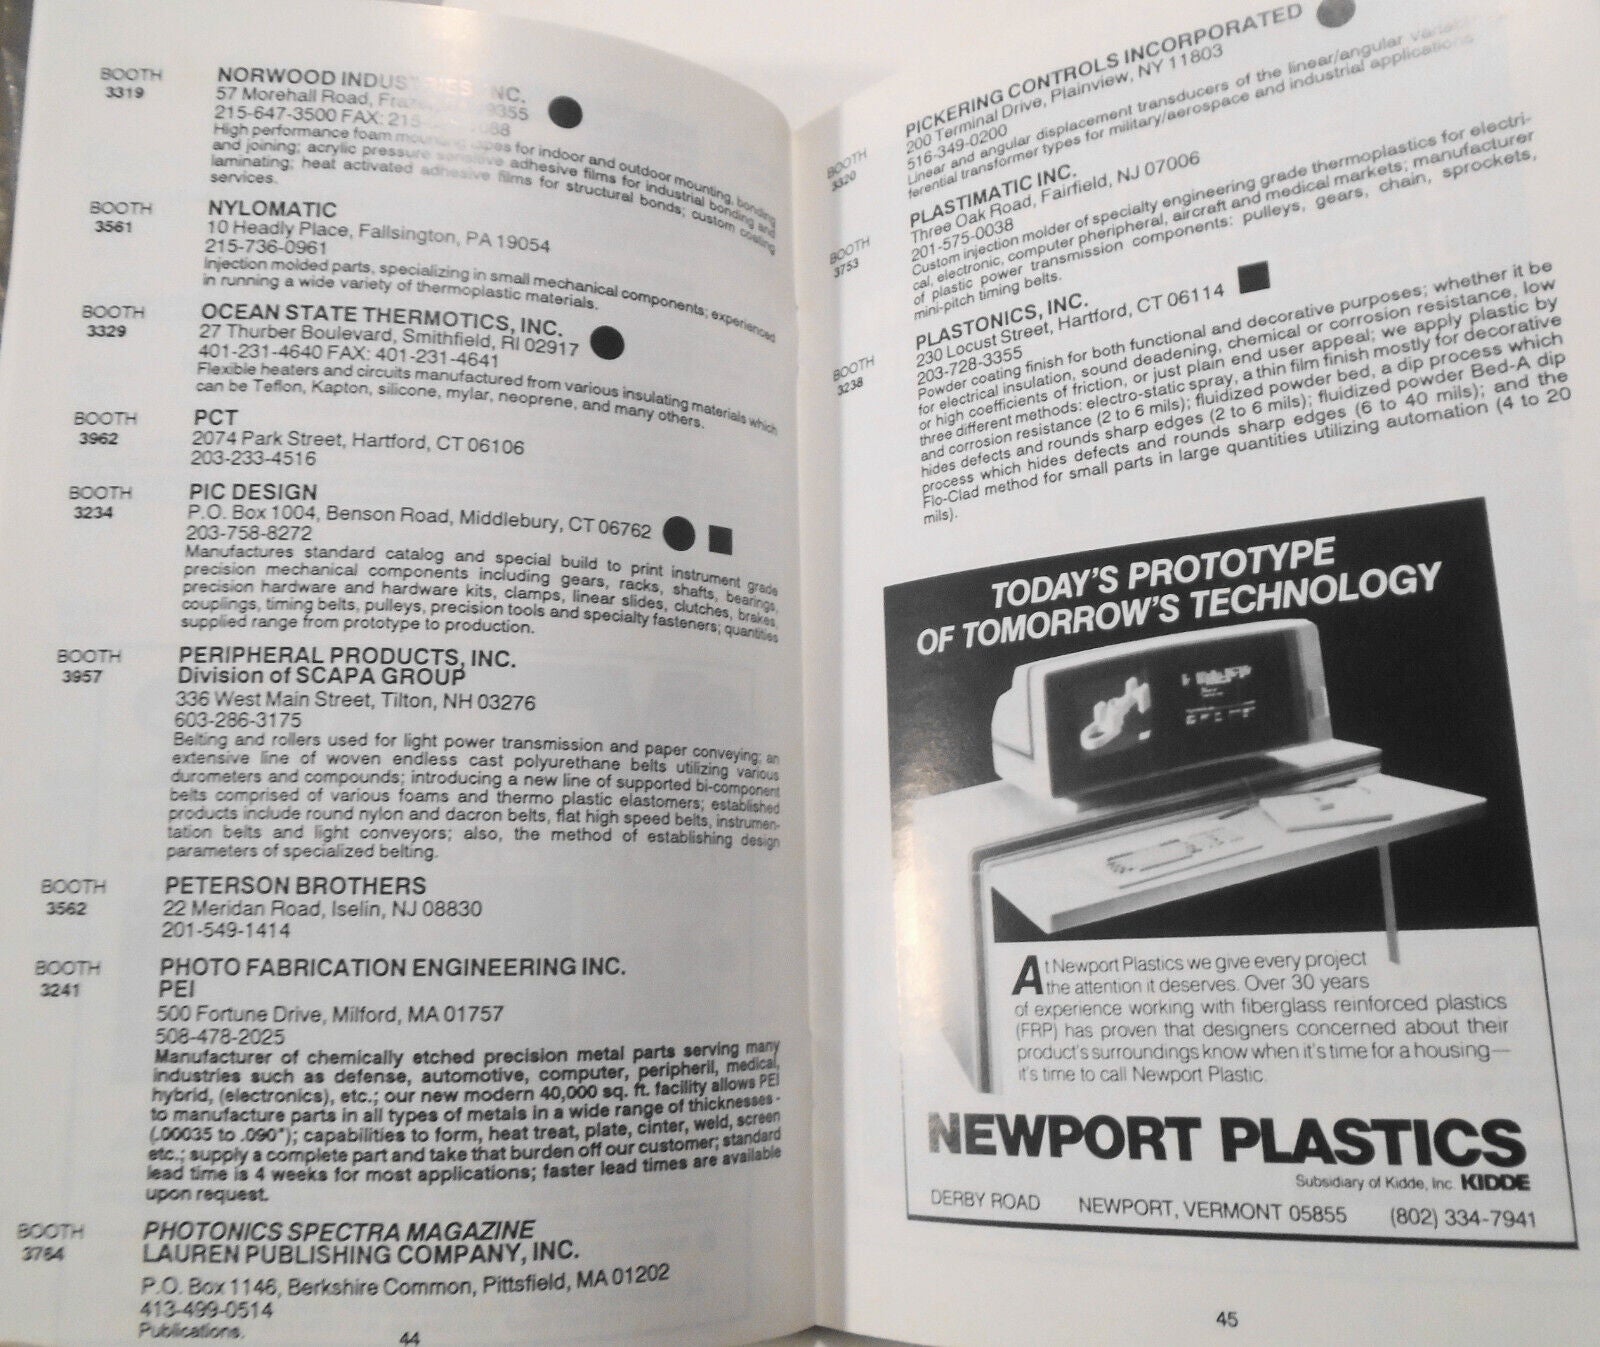 BOOTH
3319
NORWOOD INDUSTRIES, INC.
57 Morehall Road,
215-647-3500 FAX:
High performance foam mounting tapes for indoor and outdoor mounting, bonding
and joining; acrylic pressure sensitive adhesive films for industrial bonding and
laminating; heat activated adhesive films for structural bonds; custom coating
services.
BOOTH
3561
NYLOMATIC
10 Headly Place, Fallsington, PA 19054
215-736-0961
Injection molded parts, specializing in small mechanical components; experienced
in running a wide variety of thermoplastic materials.
BOOTH
3329
OCEAN STATE THERMOTICS, INC.
27 Thurber Boulevard, Smithfield, RI 02917
401-231-4640 FAX: 401-231-4641
Flexible heaters and circuits manufactured from various insulating materials which
can be Teflon, Kapton, silicone, mylar, neoprene, and many others.
BOOTH
3962
PCT
2074 Park Street, Hartford, CT 06106
203-233-4516
BOOTH
3234
PIC DESIGN
P.O. Box 1004, Benson Road, Middlebury, CT 06762
203-758-8272
Manufactures standard catalog and special build to print instrument grade
precision mechanical components including gears, racks, shafts, bearings,
precision hardware and hardware kits, clamps, linear slides, clutches, brakes,
couplings, timing belts, pulleys, precision tools and specialty fasteners; quantities
supplied range from prototype to production.
BOOTH
3957
PERIPHERAL PRODUCTS, INC.
Division of SCAPA GROUP
336 West Main Street, Tilton, NH 03276
603-286-3175
Belting and rollers used for light power transmission and paper conveying; an
extensive line of woven endless cast polyurethane belts utilizing various
durometers and compounds; introducing a new line of supported bi-component
belts comprised of various foams and thermo plastic elastomers; established
products include round nylon and dacron belts, flat high speed belts, instrumen-
tation belts and light conveyors; also, the method of establishing design
parameters of specialized belting.
BOOTH
3562
PETERSON BROTHERS
22 Meridan Road, Iselin, NJ 08830
201-549-1414
BOOTH
3241
PHOTO FABRICATION ENGINEERING INC.
PEI
500 Fortune Drive, Milford, MA 01757
508-478-2025
Manufacturer of chemically etched precision metal parts serving many
industries such as defense, automotive, computer, peripheril, medical,
hybrid, (electronics), etc.; our new modern 40,000 sq. ft. facility allows PEI
to manufacture parts in all types of metals in a wide range of thicknesses -
(.00035 to .090"); capabilities to form, heat treat, plate, cinter, weld, screen
etc.; supply a complete part and take that burden off our customer; standard
lead time is 4 weeks for most applications; faster lead times are available
upon request.
BOOTH
3764
PHOTONICS SPECTRA MAGAZINE
LAUREN PUBLISHING COMPANY, INC.
P.O. Box 1146, Berkshire Common, Pittsfield, MA 01202
413-499-0514
Publications.
44
BOOTH
3320
PICKERING CONTROLS INCORPORATED
200 Terminal Drive, Plainview, NY 11803
516-349-0200
Linear and angular displacement transducers of the linear/angular variable
ferential transformer types for military/aerospace and industrial applications
BOOTH
3753
PLASTIMATIC INC.
Three Oak Road, Fairfield, NJ 07006
201-575-0038
Custom injection molder of specialty engineering grade thermoplastics for electri-
cal, electronic, computer pheripheral, aircraft and medical markets; manufacturer
of plastic power transmission components: pulleys, gears, chain, sprockets,
mini-pitch timing belts.
BOOTH
3238
PLASTONICS, INC.
230 Locust Street, Hartford, CT 06114
203-728-3355
Powder coating finish for both functional and decorative purposes; whether it be
for electrical insulation, sound deadening, chemical or corrosion resistance, low
or high coefficients of friction, or just plain end user appeal; we apply plastic by
three different methods: electro-static spray, a thin film finish mostly for decorative
and corrosion resistance (2 to 6 mils); fluidized powder bed, a dip process which
hides defects and rounds sharp edges (2 to 6 mils); fluidized powder Bed-A dip
process which hides defects and rounds sharp edges (6 to 40 mils); and the
Flo-Clad method for small parts in large quantities utilizing automation (4 to 20
mils).
TODAY'S PROTOTYPE
OF TOMORROW'S TECHNOLOGY
At Newport Plastics we give every project
the attention it deserves. Over 30 years
of experience working with fiberglass reinforced plastics
(FRP) has proven that designers concerned about their
product's surroundings know when it's time for a housing—
it's time to call Newport Plastic.
NEWPORT PLASTICS
Subsidiary of Kidde, Inc. KIDDE
DERBY ROAD NEWPORT, VERMONT 05855 (802) 334-7941
45